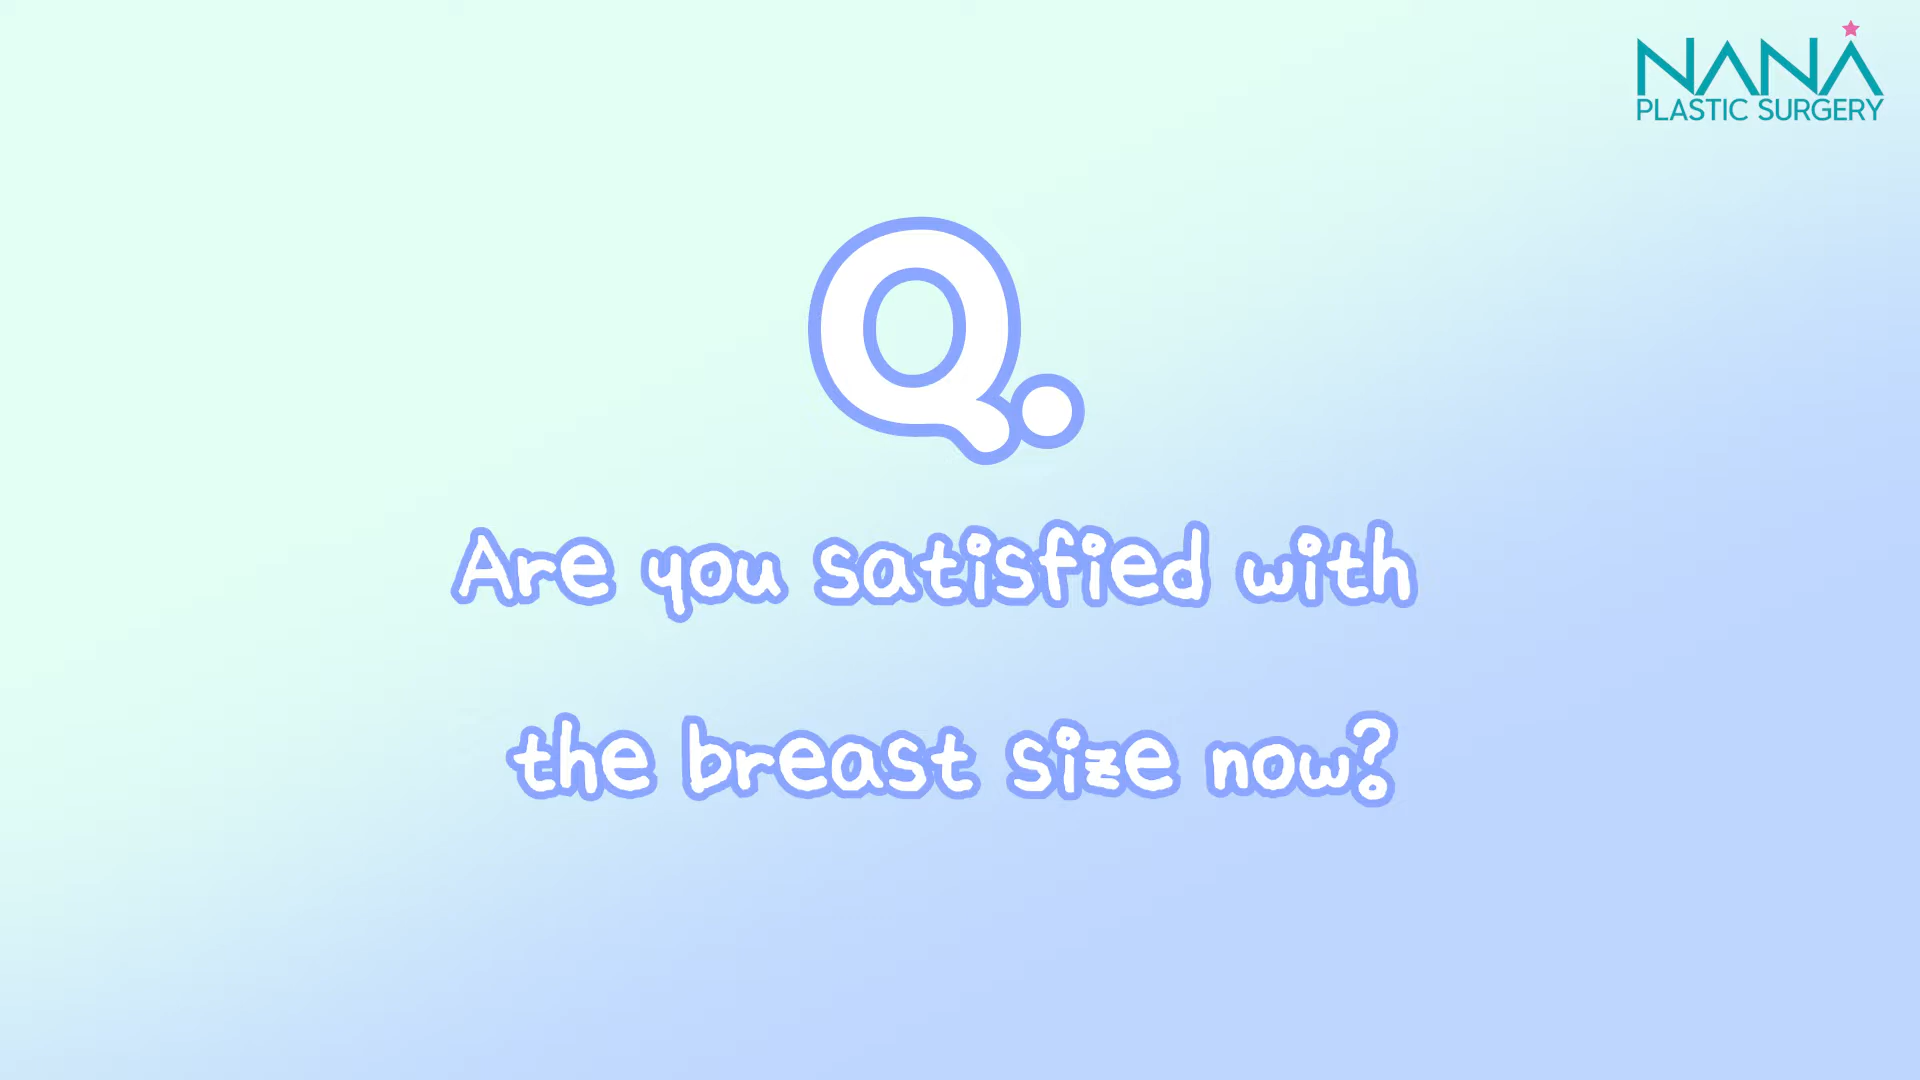 NANA
PLASTIC SURGERY
Q.
Are you satisfied with
the breast size now?